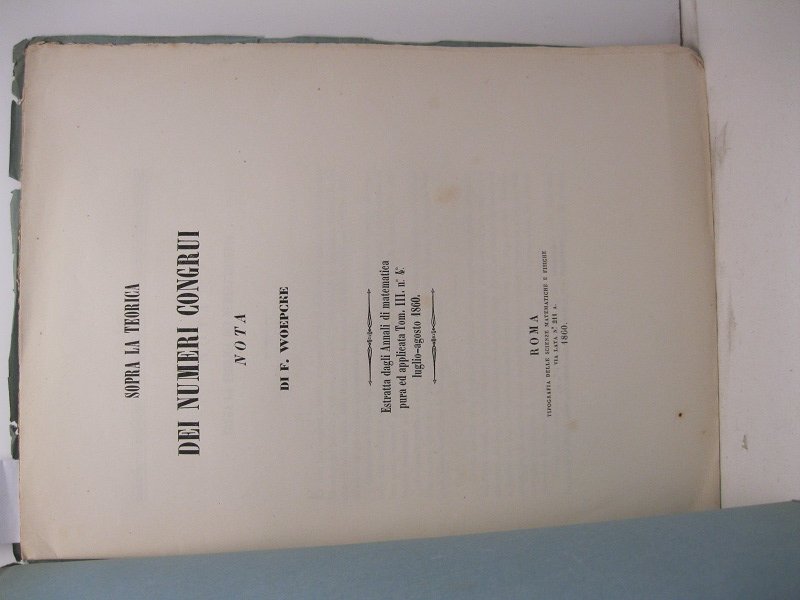 SOPRA LA TEORICA
DEI NUMERI CONGRUI
NOTA
DI F. WOEPCKE
Estratta dagli Annali di matematica
pura ed applicata Tom. III. n.° 4.°
luglio-agosto 1860.
ROMA
TIPOGRAFIA DELLE SCIENZE MATEMATICHE E FISICHE
VIA LATA N.° 211 A.
1860.